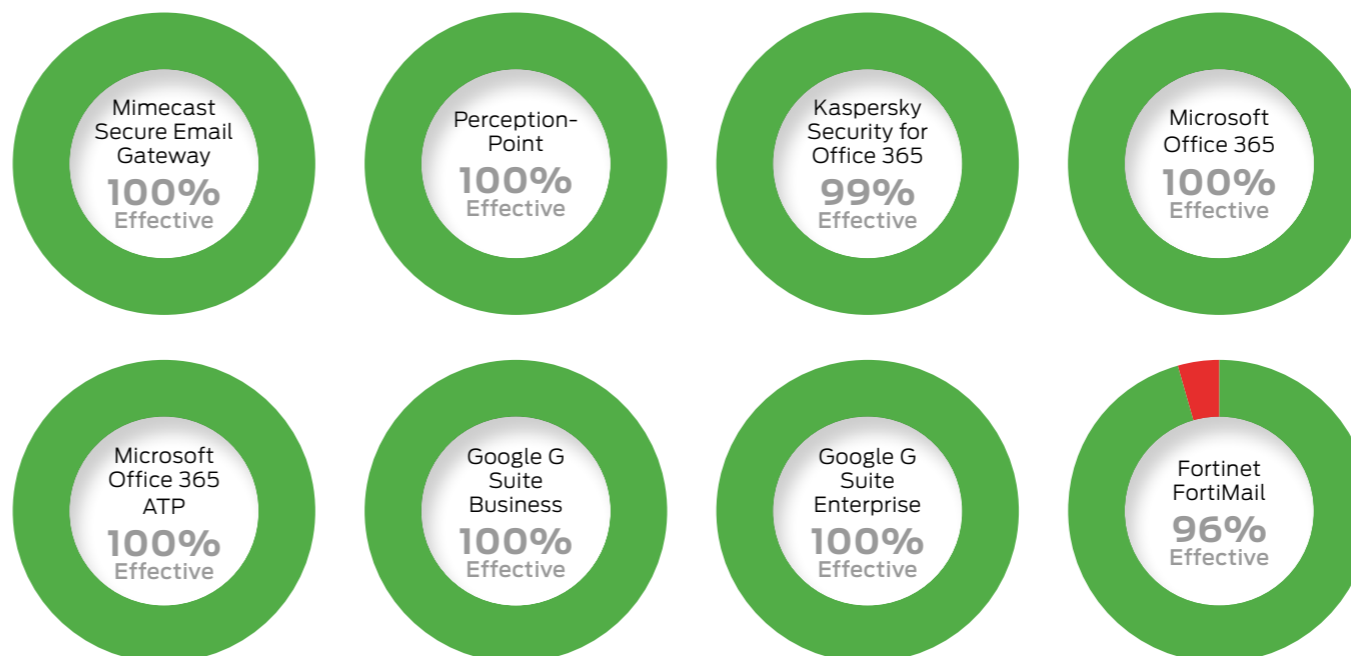 Mimecast
Secure Email
Gateway
100%
Effective
Perception-
Point
100%
Effective
Kaspersky
Security for
Office 365
99%
Effective
Microsoft
Office 365
100%
Effective
Microsoft
Office 365
ATP
100%
Effective
Google G
Suite
Business
100%
Effective
Google G
Suite
Enterprise
100%
Effective
Fortinet
FortiMail
96%
Effective